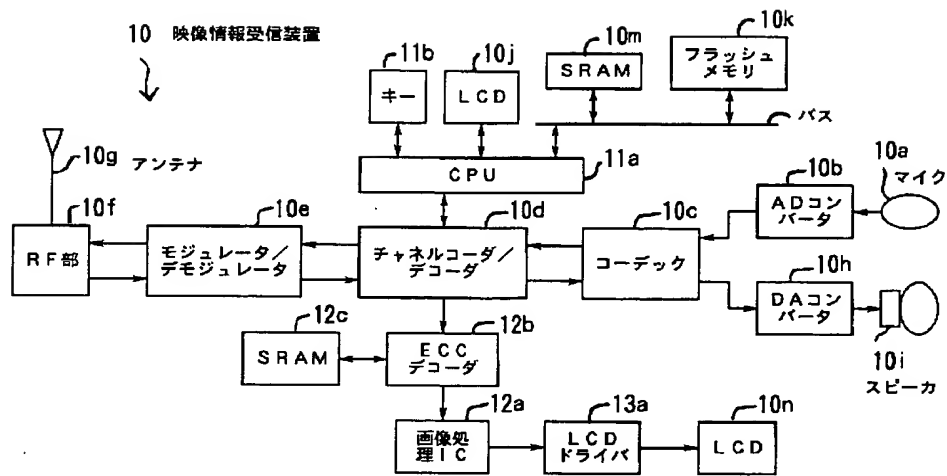 10 映像情報受信装置
11b
キー
10j
LCD
10m
SRAM
10k
フラッシュ
メモリ
バス
11a
CPU
10g アンテナ
10f
RF部
10e
モジュレータ/
デモジュレータ
10d
チャネルコーダ/
デコーダ
10c
コーデック
10b
ADコン
バータ
10a
マイク
10h
DAコン
バータ
10i
スピーカ
12c
SRAM
12b
ECC
デコーダ
12a
画像処
理IC
13a
LCD
ドライバ
10n
LCD